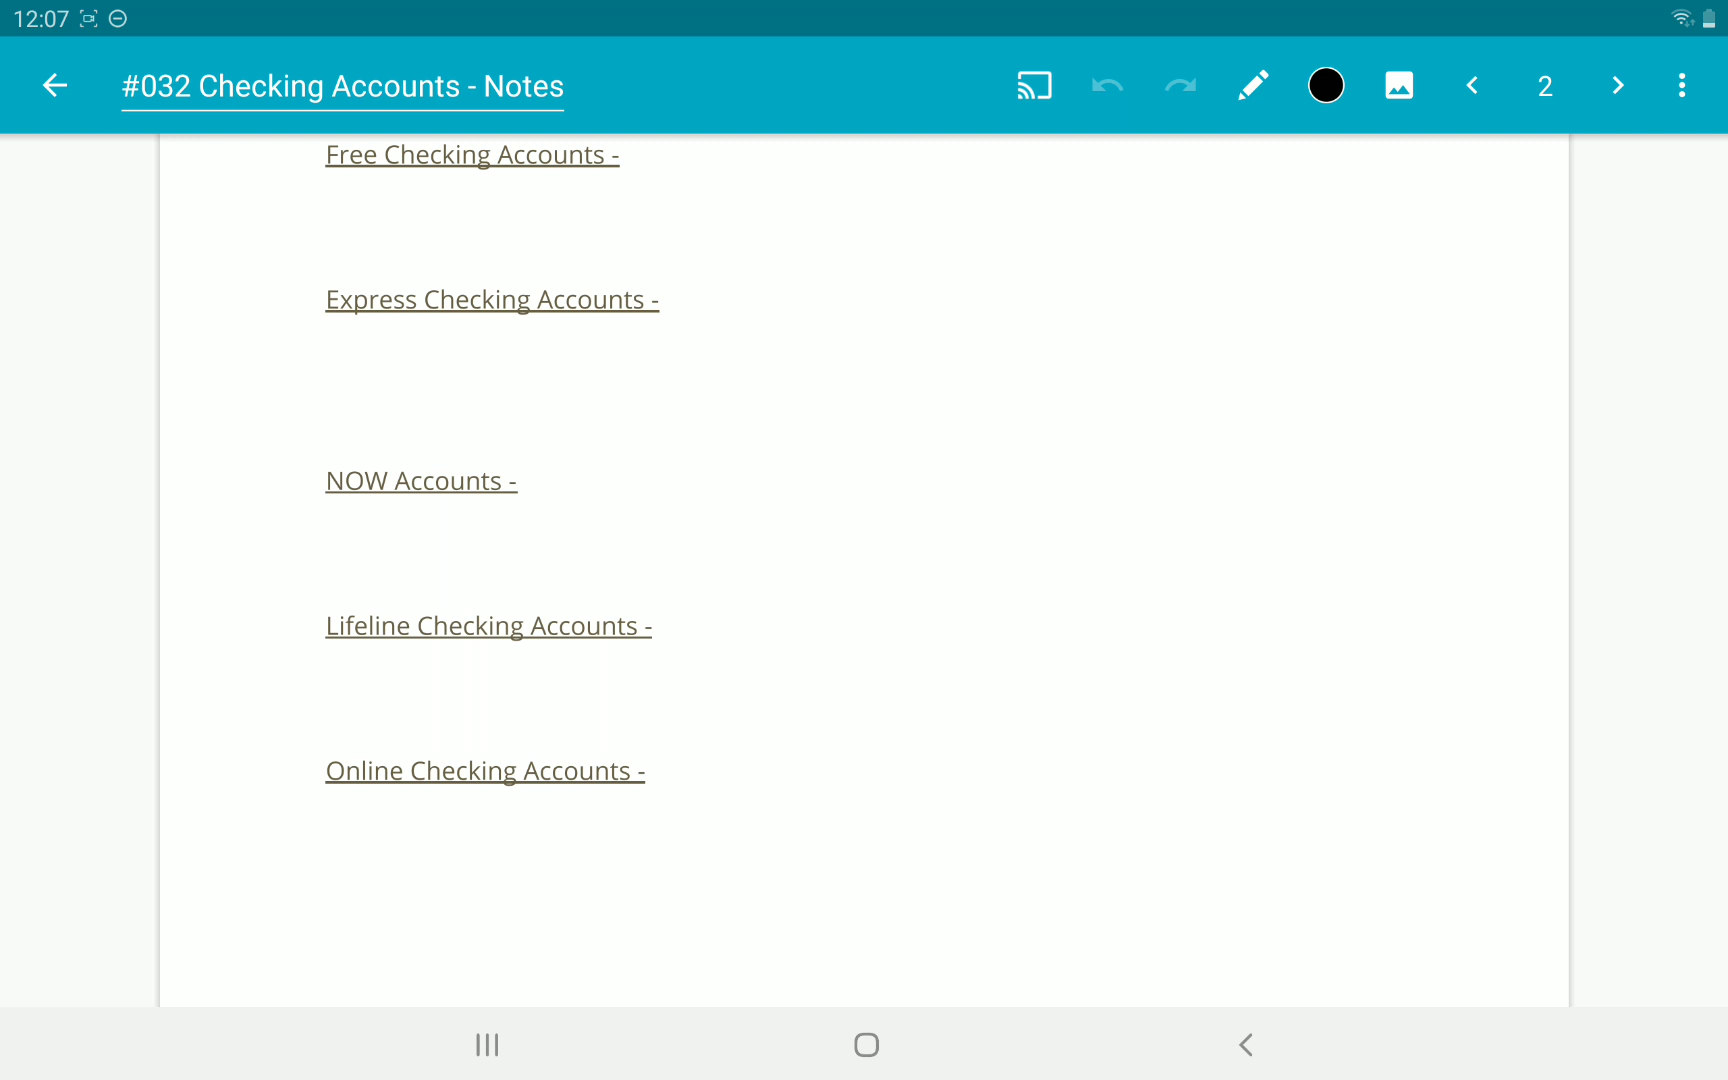 12:07
#032 Checking Accounts - Notes
2
Free Checking Accounts -
Express Checking Accounts -
NOW Accounts -
Lifeline Checking Accounts -
Online Checking Accounts -